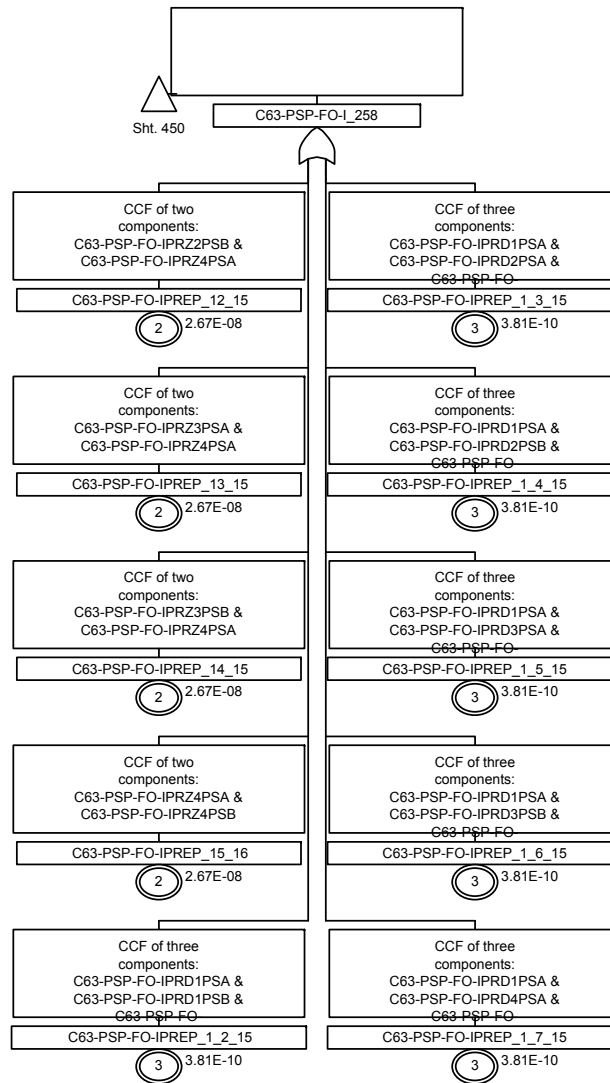 Sht. 450
C63-PSP-FO-I_258
CCF of two
components:
C63-PSP-FO-IPRZ2PSB &
C63-PSP-FO-IPRZ4PSA
C63-PSP-FO-IPREP_12_15
2
2.67E-08
CCF of three
components:
C63-PSP-FO-IPRD1PSA &
C63-PSP-FO-IPRD2PSA &
C63-PSP-FO
C63-PSP-FO-IPREP_1_3_15
3
3.81E-10
CCF of two
components:
C63-PSP-FO-IPRZ3PSA &
C63-PSP-FO-IPRZ4PSA
C63-PSP-FO-IPREP_13_15
2
2.67E-08
CCF of three
components:
C63-PSP-FO-IPRD1PSA &
C63-PSP-FO-IPRD2PSB &
C63-PSP-FO
C63-PSP-FO-IPREP_1_4_15
3
3.81E-10
CCF of two
components:
C63-PSP-FO-IPRZ3PSB &
C63-PSP-FO-IPRZ4PSA
C63-PSP-FO-IPREP_14_15
2
2.67E-08
CCF of three
components:
C63-PSP-FO-IPRD1PSA &
C63-PSP-FO-IPRD3PSA &
C63-PSP-FO-
C63-PSP-FO-IPREP_1_5_15
3
3.81E-10
CCF of two
components:
C63-PSP-FO-IPRZ4PSA &
C63-PSP-FO-IPRZ4PSB
C63-PSP-FO-IPREP_15_16
2
2.67E-08
CCF of three
components:
C63-PSP-FO-IPRD1PSA &
C63-PSP-FO-IPRD3PSB &
C63-PSP-FO
C63-PSP-FO-IPREP_1_6_15
3
3.81E-10
CCF of three
components:
C63-PSP-FO-IPRD1PSA &
C63-PSP-FO-IPRD1PSB &
C63-PSP-FO
C63-PSP-FO-IPREP_1_2_15
3
3.81E-10
CCF of three
components:
C63-PSP-FO-IPRD1PSA &
C63-PSP-FO-IPRD4PSA &
C63-PSP-FO
C63-PSP-FO-IPREP_1_7_15
3
3.81E-10